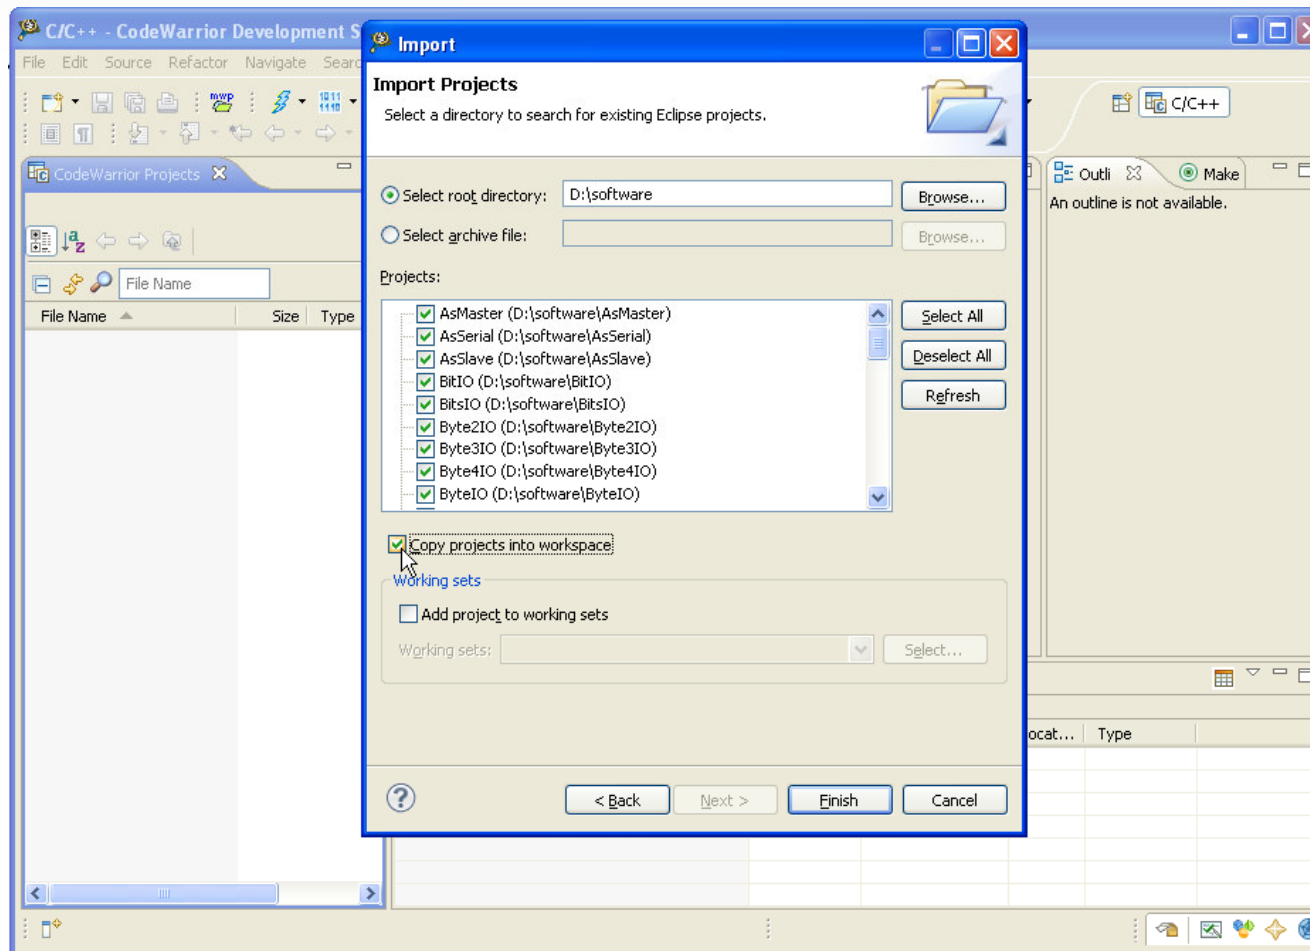 C/C++ - CodeWarrior Development S
File Edit Source Refactor Navigate Searc
C/C++
CodeWarrior Projects
File Name
File Name Size Type
Import
Import Projects
Select a directory to search for existing Eclipse projects.
Select root directory: D:\software Browse...
Select archive file: Browse...
Projects:
AsMaster (D:\software\AsMaster)
AsSerial (D:\software\AsSerial)
AsSlave (D:\software\AsSlave)
BitIO (D:\software\BitIO)
BitsIO (D:\software\BitsIO)
Byte2IO (D:\software\Byte2IO)
Byte3IO (D:\software\Byte3IO)
Byte4IO (D:\software\Byte4IO)
ByteIO (D:\software\ByteIO)
Select All
Deselect All
Refresh
Copy projects into workspace
Working sets
Add project to working sets
Working sets: Select...
< Back Next > Finish Cancel
Outli Make
An outline is not available.
ocat... Type